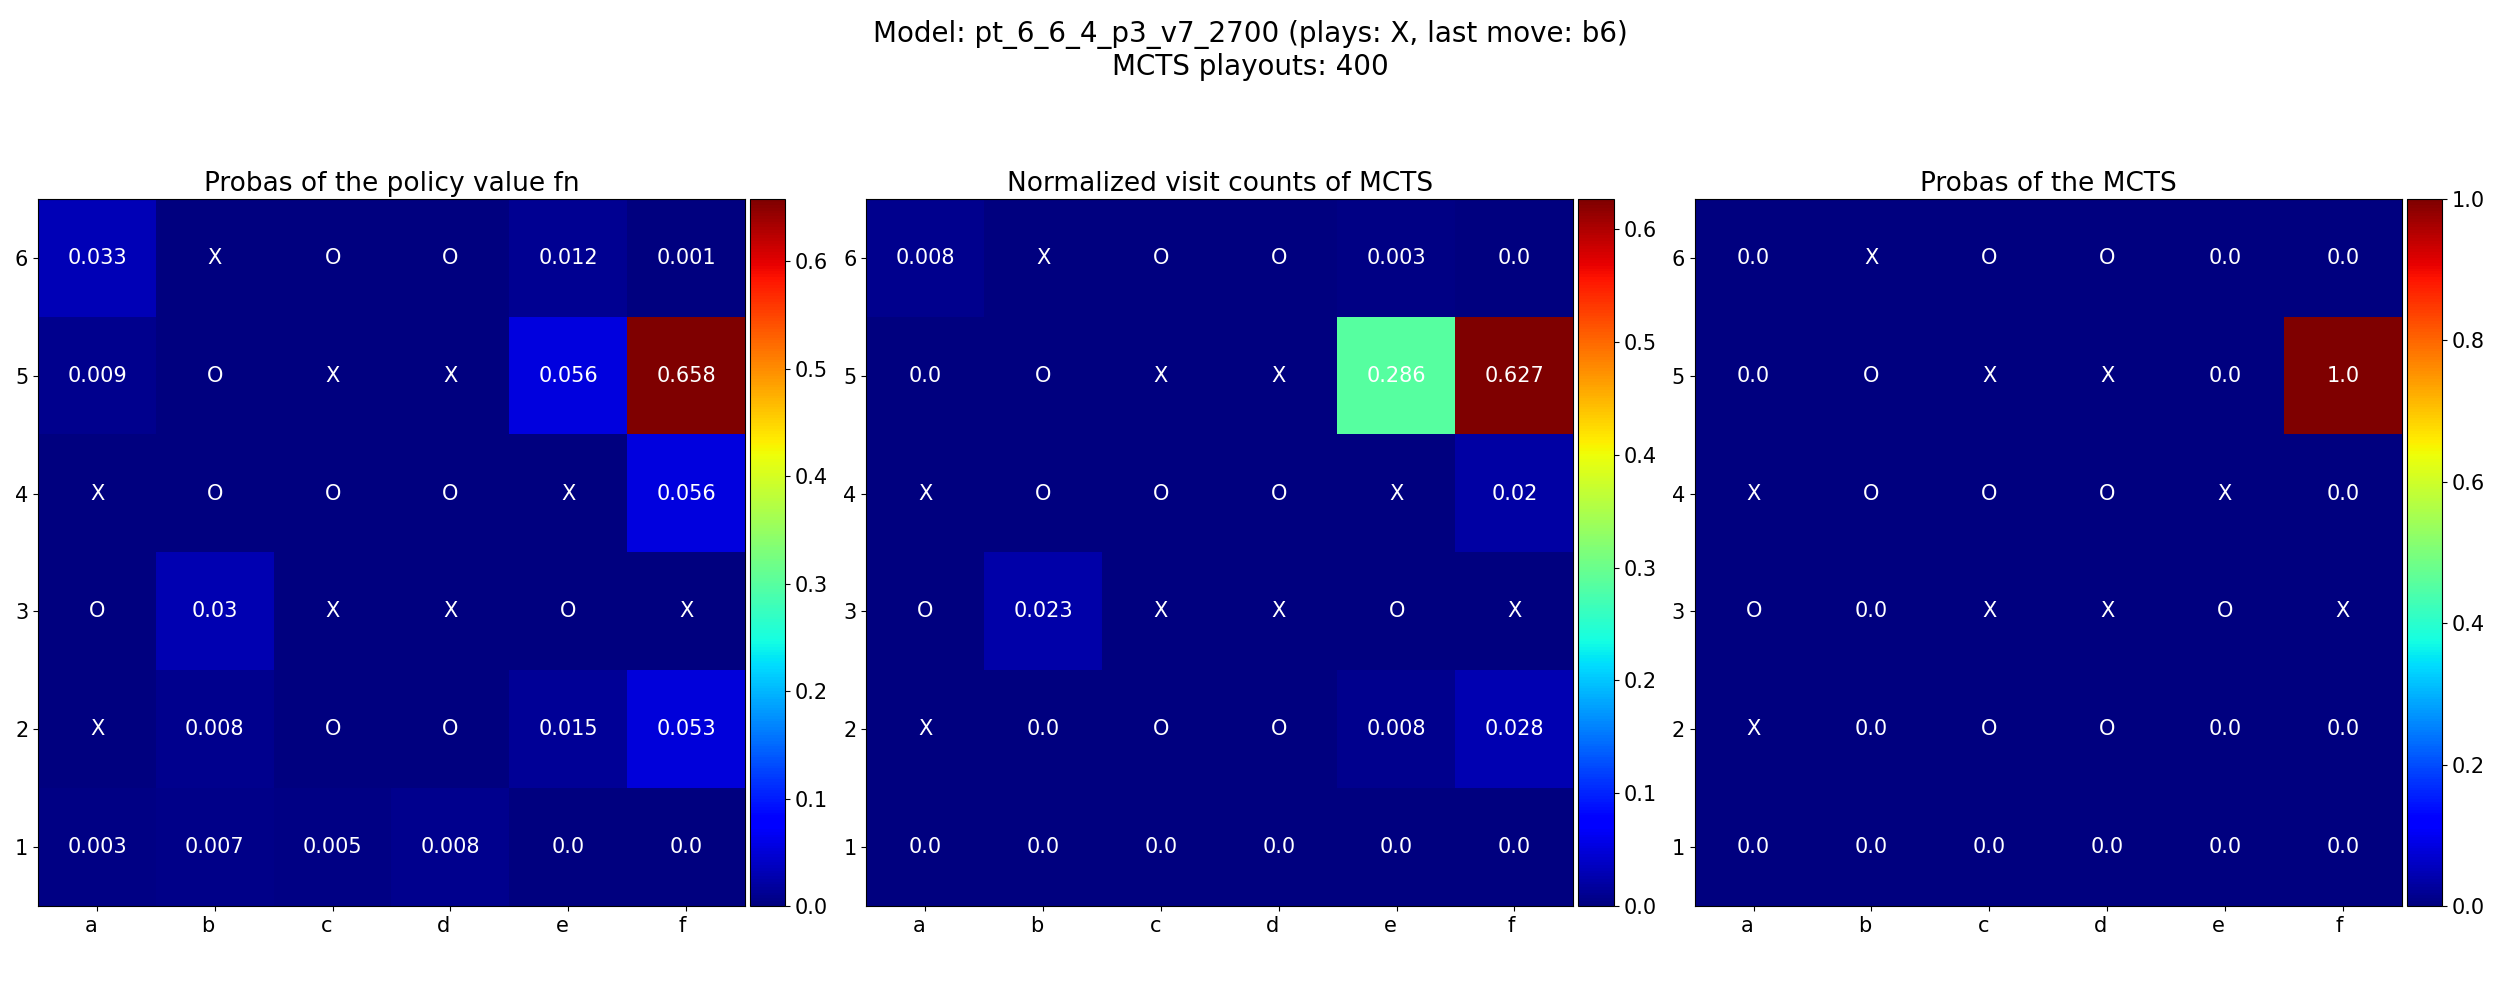 Model: pt_6_6_4_p3_v7_2700 (plays: X, last move: b6)
MCTS playouts: 400
Probas of the policy value fn
6 0.033 X O O 0.012 0.001
5 0.009 O X X 0.056 0.658
4 X O O O X 0.056
3 O 0.03 X X O X
2 X 0.008 O O 0.015 0.053
1 0.003 0.007 0.005 0.008 0.0 0.0
a b c d e f
0.6
0.5
0.4
0.3
0.2
0.1
0.0
Normalized visit counts of MCTS
6 0.008 X O O 0.003 0.0
5 0.0 O X X 0.286 0.627
4 X O O O X 0.02
3 O 0.023 X X O X
2 X 0.0 O O 0.008 0.028
1 0.0 0.0 0.0 0.0 0.0 0.0
a b c d e f
0.6
0.5
0.4
0.3
0.2
0.1
0.0
Probas of the MCTS
6 0.0 X O O 0.0 0.0
5 0.0 O X X 0.0 1.0
4 X O O O X 0.0
3 O 0.0 X X O X
2 X 0.0 O O 0.0 0.0
1 0.0 0.0 0.0 0.0 0.0 0.0
a b c d e f
1.0
0.8
0.6
0.4
0.2
0.0